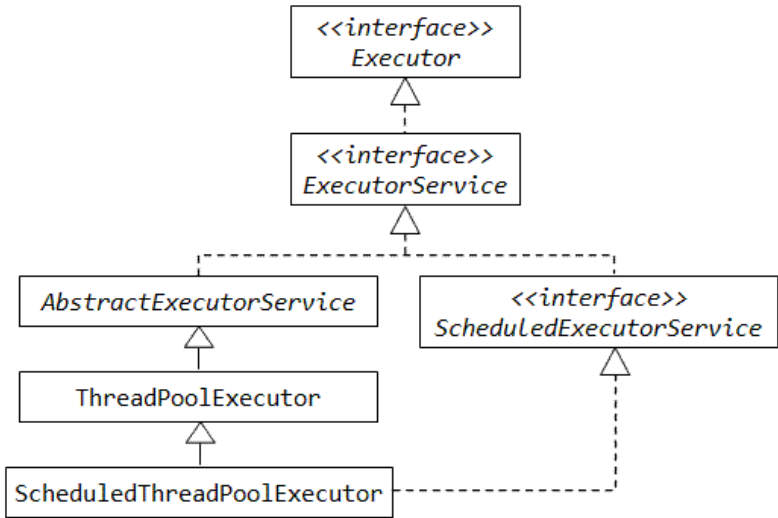 <<interface>>
Executor
<<interface>>
ExecutorService
AbstractExecutorService
<<interface>>
ScheduledExecutorService
ThreadPoolExecutor
ScheduledThreadPoolExecutor